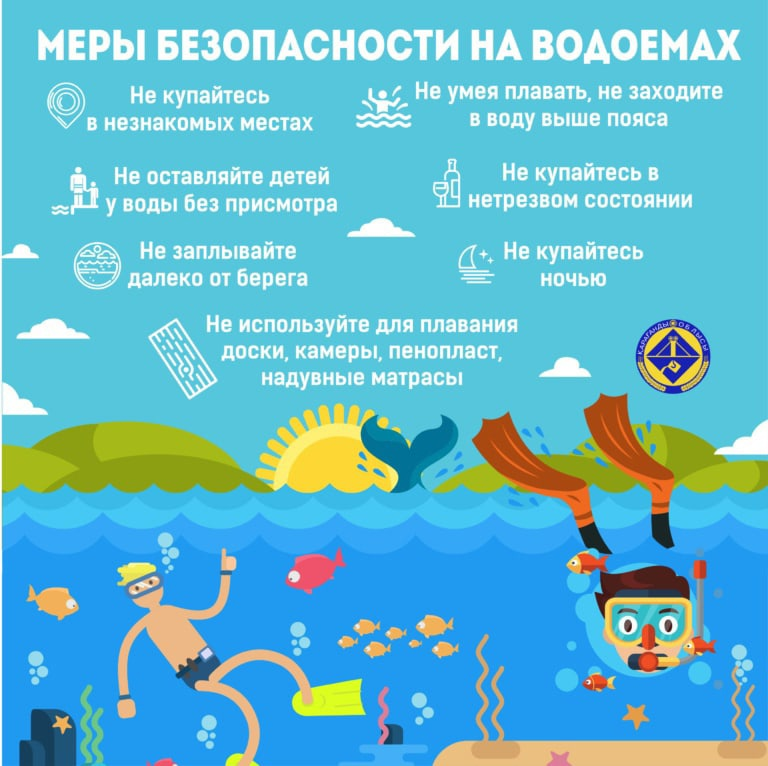 МЕРЫ БЕЗОПАСНОСТИ НА ВОДОЕМАХ
Не купайтесь
в незнакомых местах
Не умея плавать, не заходите
в воду выше пояса
Не оставляйте детей
у воды без присмотра
Не купайтесь в
нетрезвом состоянии
Не заплывайте
далеко от берега
Не купайтесь
ночью
Не используйте для плавания
доски, камеры, пенопласт,
надувные матрасы
ҚАРАҒАНДЫ ОБЛЫСЫ